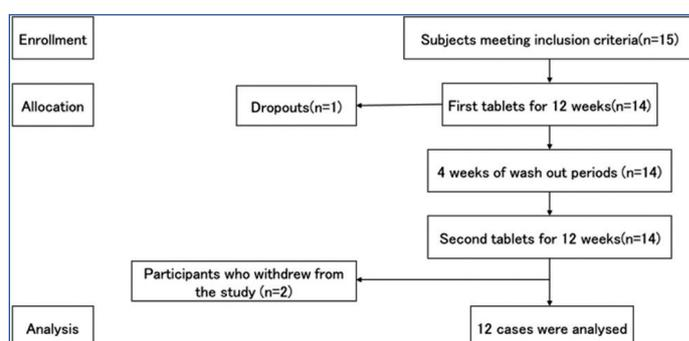 Enrollment
Subjects meeting inclusion criteria(n=15)
Allocation
Dropouts(n=1)
First tablets for 12 weeks(n=14)
4 weeks of wash out periods (n=14)
Second tablets for 12 weeks(n=14)
Participants who withdrew from
the study (n=2)
Analysis
12 cases were analysed